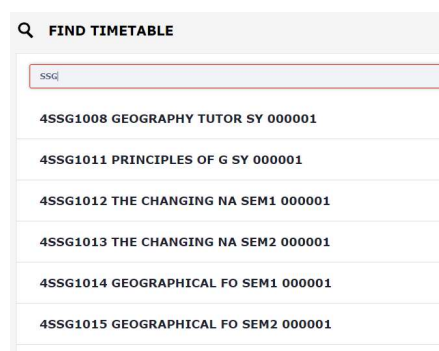 FIND TIMETABLE
SSG
4SSG1008 GEOGRAPHY TUTOR SY 000001
4SSG1011 PRINCIPLES OF G SY 000001
4SSG1012 THE CHANGING NA SEM1 000001
4SSG1013 THE CHANGING NA SEM2 000001
4SSG1014 GEOGRAPHICAL FO SEM1 000001
4SSG1015 GEOGRAPHICAL FO SEM2 000001